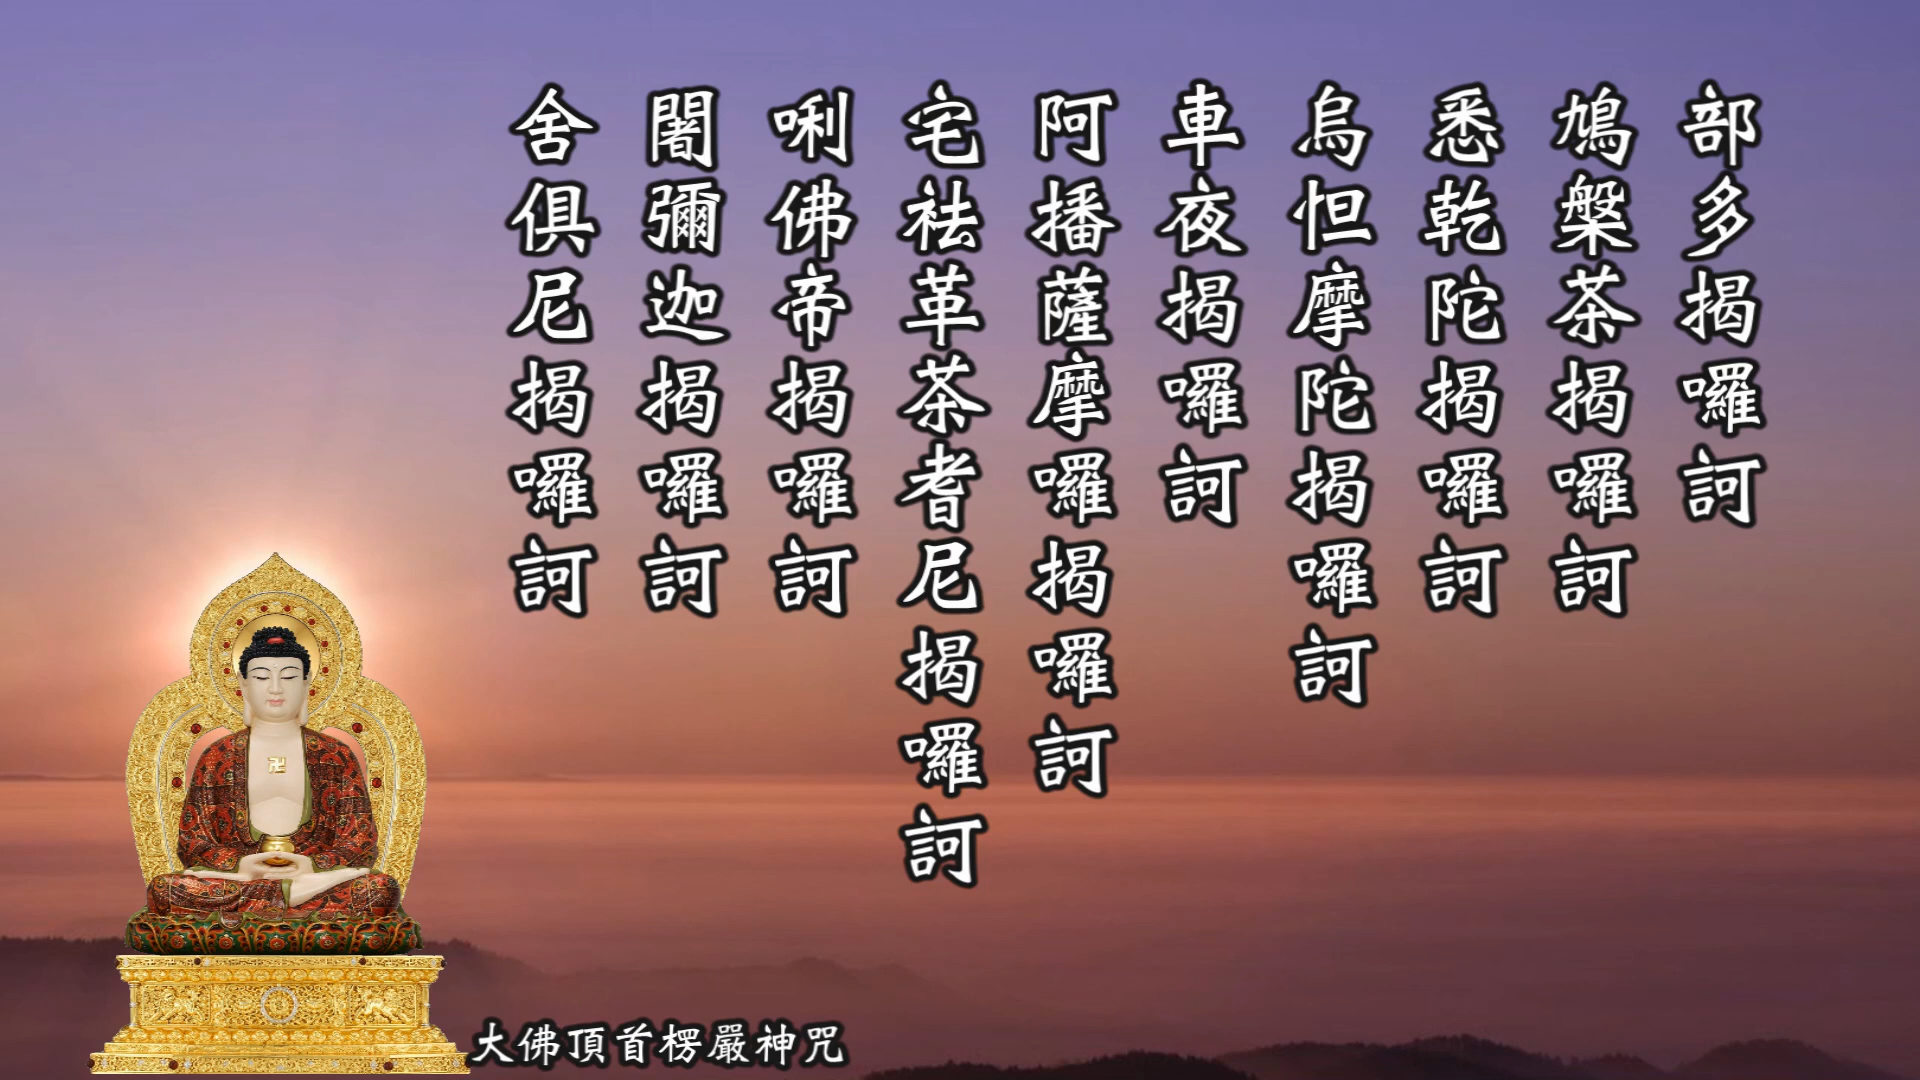 部多揭囉訶
鳩槃茶揭囉訶
悉乾陀揭囉訶
烏怛摩陀揭囉訶
車夜揭囉訶
阿播薩摩囉揭囉訶
宅祛革茶耆尼揭囉訶
唎佛帝揭囉訶
闍彌迦揭囉訶
舍俱尼揭囉訶
大佛頂首楞嚴神咒
卍